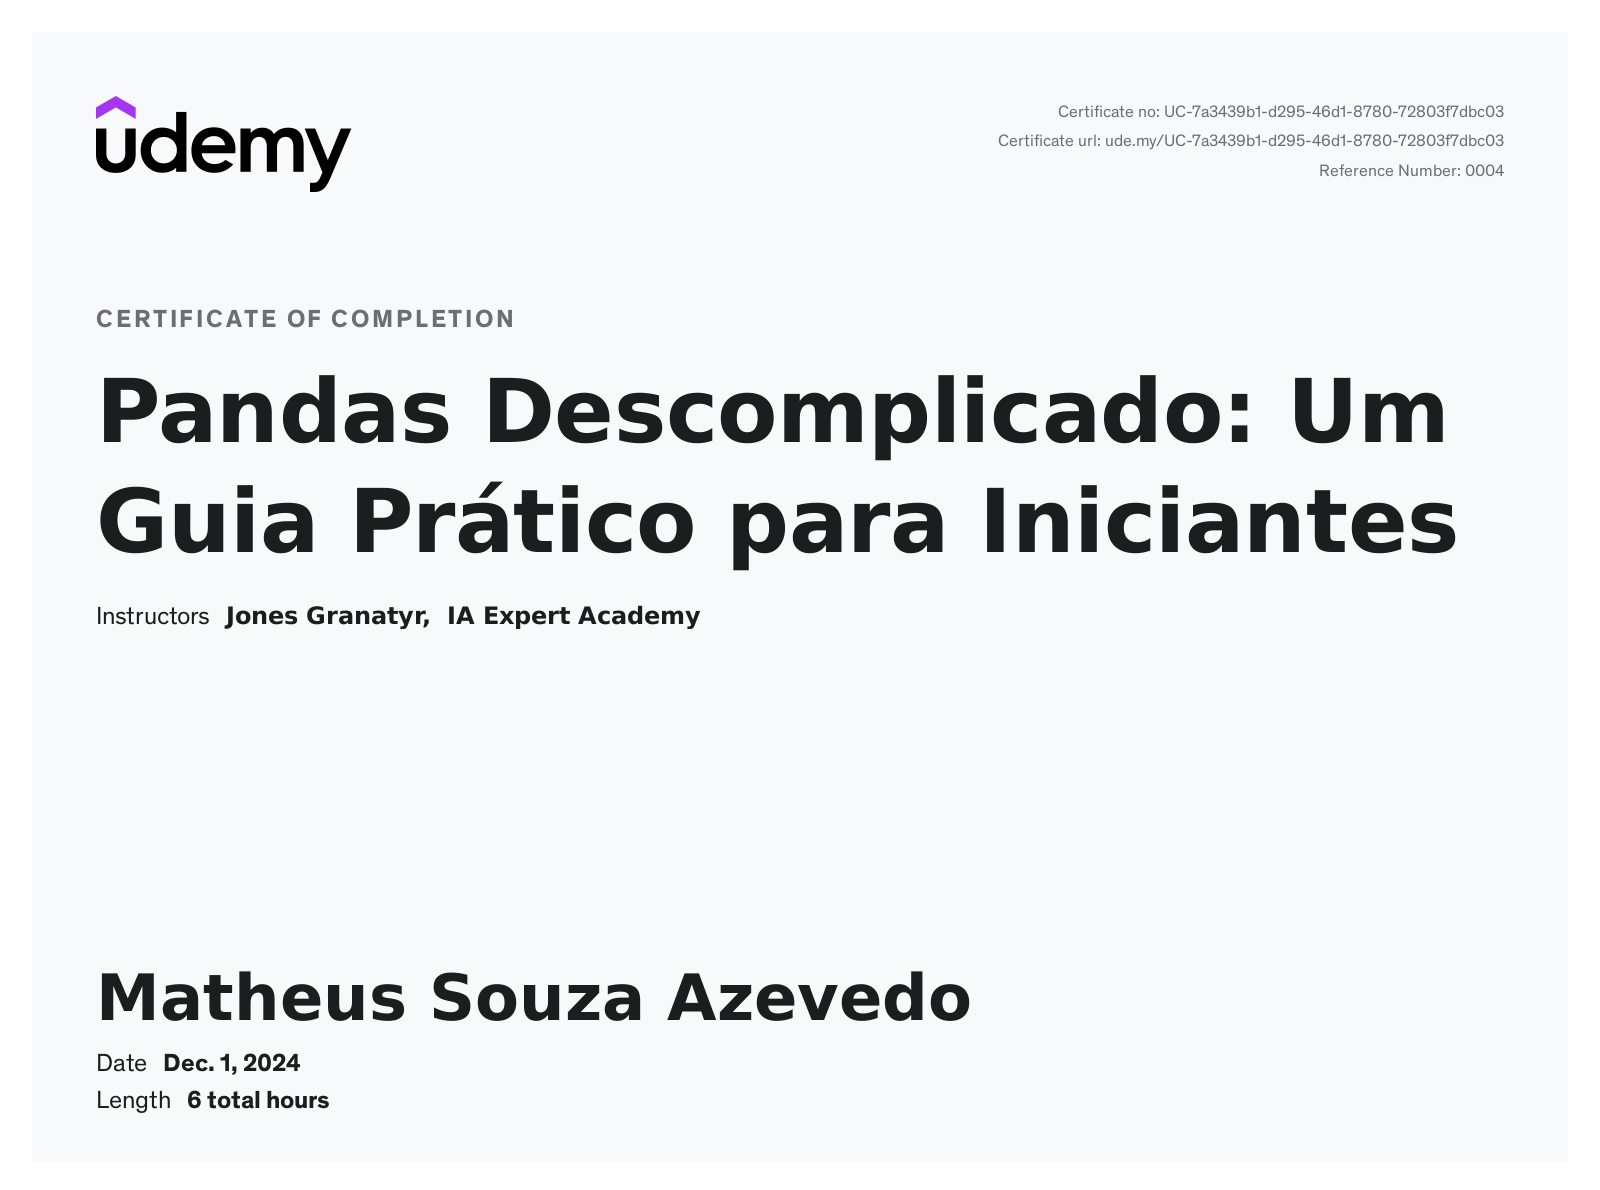 udemy
Certificate no: UC-7a3439b1-d295-46d1-8780-72803f7dbc03
Certificate url: ude.my/UC-7a3439b1-d295-46d1-8780-72803f7dbc03
Reference Number: 0004
CERTIFICATE OF COMPLETION
Pandas Descomplicado: Um
Guia Prático para Iniciantes
Instructors Jones Granatyr, IA Expert Academy
Matheus Souza Azevedo
Date Dec. 1, 2024
Length 6 total hours